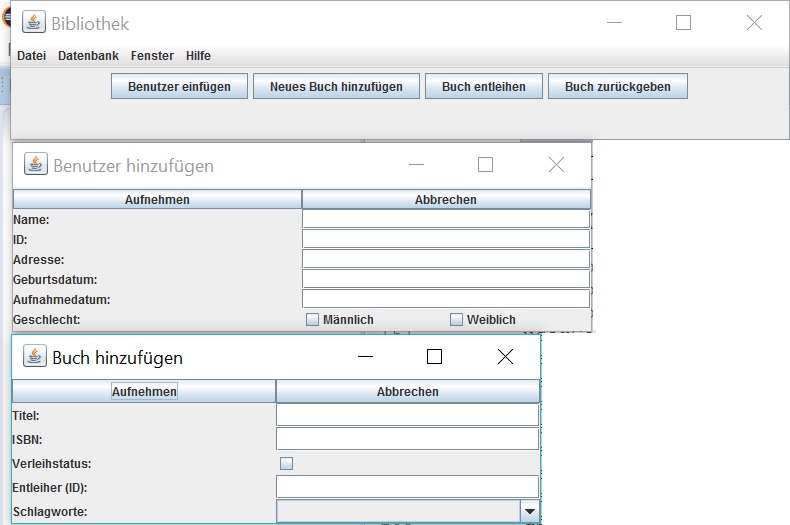 Bibliothek
Datei Datenbank Fenster Hilfe
Benutzer einfügen Neues Buch hinzufügen Buch entleihen Buch zurückgeben
Benutzer hinzufügen
Aufnehmen Abbrechen
Name:
ID:
Adresse:
Geburtsdatum:
Aufnahmedatum:
Geschlecht: Männlich Weiblich
Buch hinzufügen
Aufnehmen Abbrechen
Titel:
ISBN:
Verleihstatus:
Entleiher (ID):
Schlagworte: